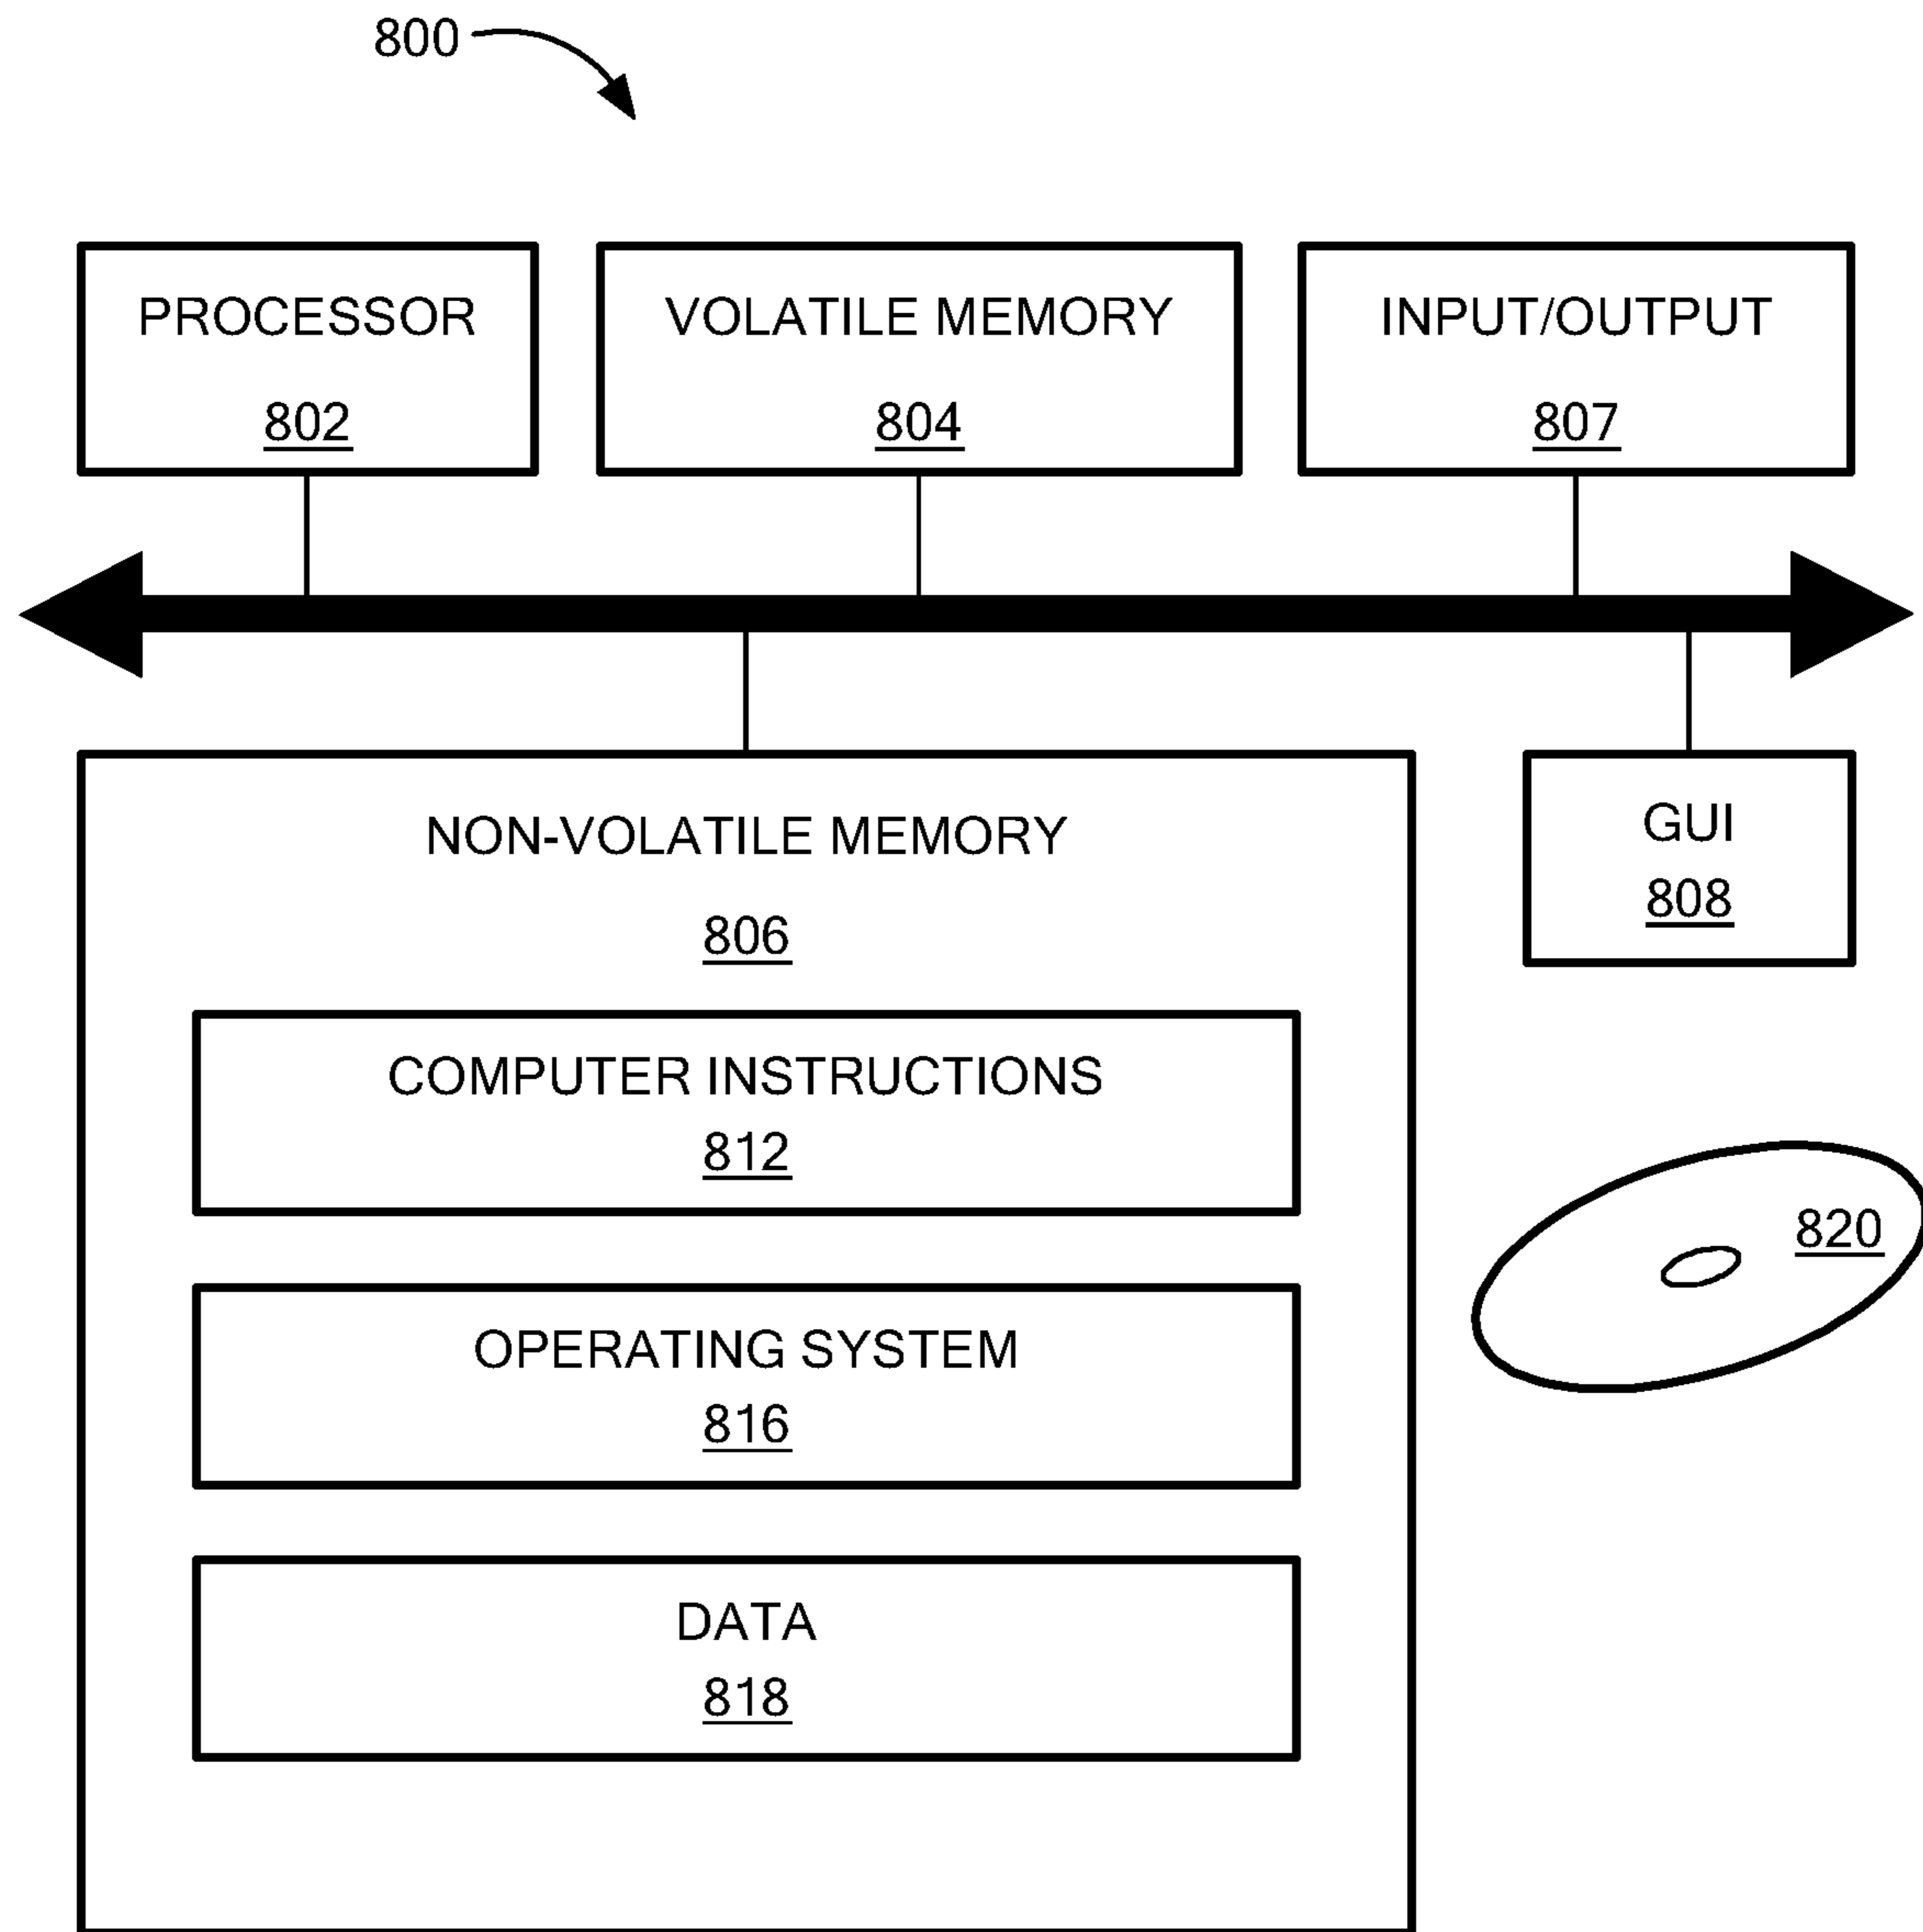 800
PROCESSOR
802
VOLATILE MEMORY
804
INPUT/OUTPUT
807
NON-VOLATILE MEMORY
806
GUI
808
COMPUTER INSTRUCTIONS
812
820
OPERATING SYSTEM
816
DATA
818